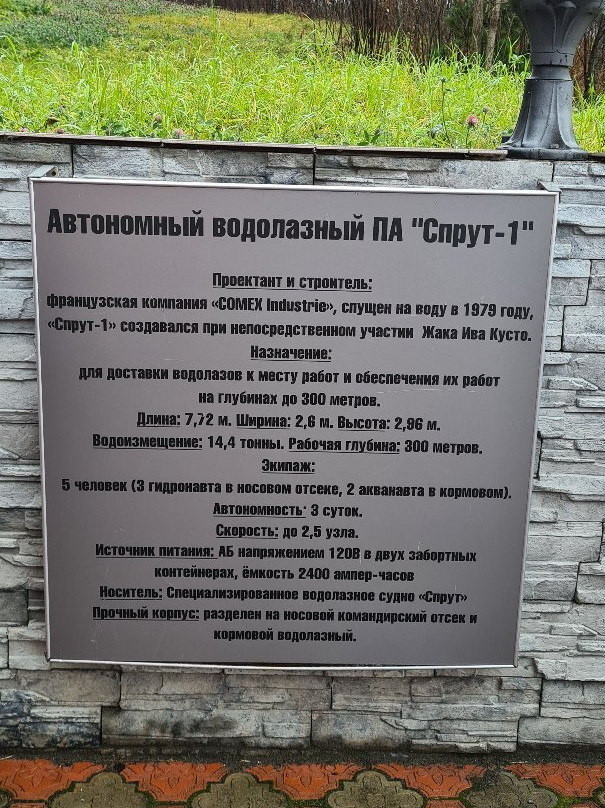 Автономный водолазный ПА "Спрут-1"
Проектант и строитель:
французская компания «COMEX Industrie», спущен на воду в 1979 году,
«Спрут-1» создавался при непосредственном участии Жака Ива Кусто.
Назначение:
для доставки водолазов к месту работ и обеспечения их работ
на глубинах до 300 метров.
Длина: 7,72 м. Ширина: 2,6 м. Высота: 2,96 м.
Водоизмещение: 14,4 тонны. Рабочая глубина: 300 метров.
Экипаж:
5 человек (3 гидронавта в носовом отсеке, 2 акванавта в кормовом).
Автономность: 3 суток.
Скорость: до 2,5 узла.
Источник питания: АБ напряжением 120В в двух забортных
контейнерах, ёмкость 2400 ампер-часов
Носитель: Специализированное водолазное судно «Спрут»
Прочный корпус: разделен на носовой командирский отсек и
кормовой водолазный.